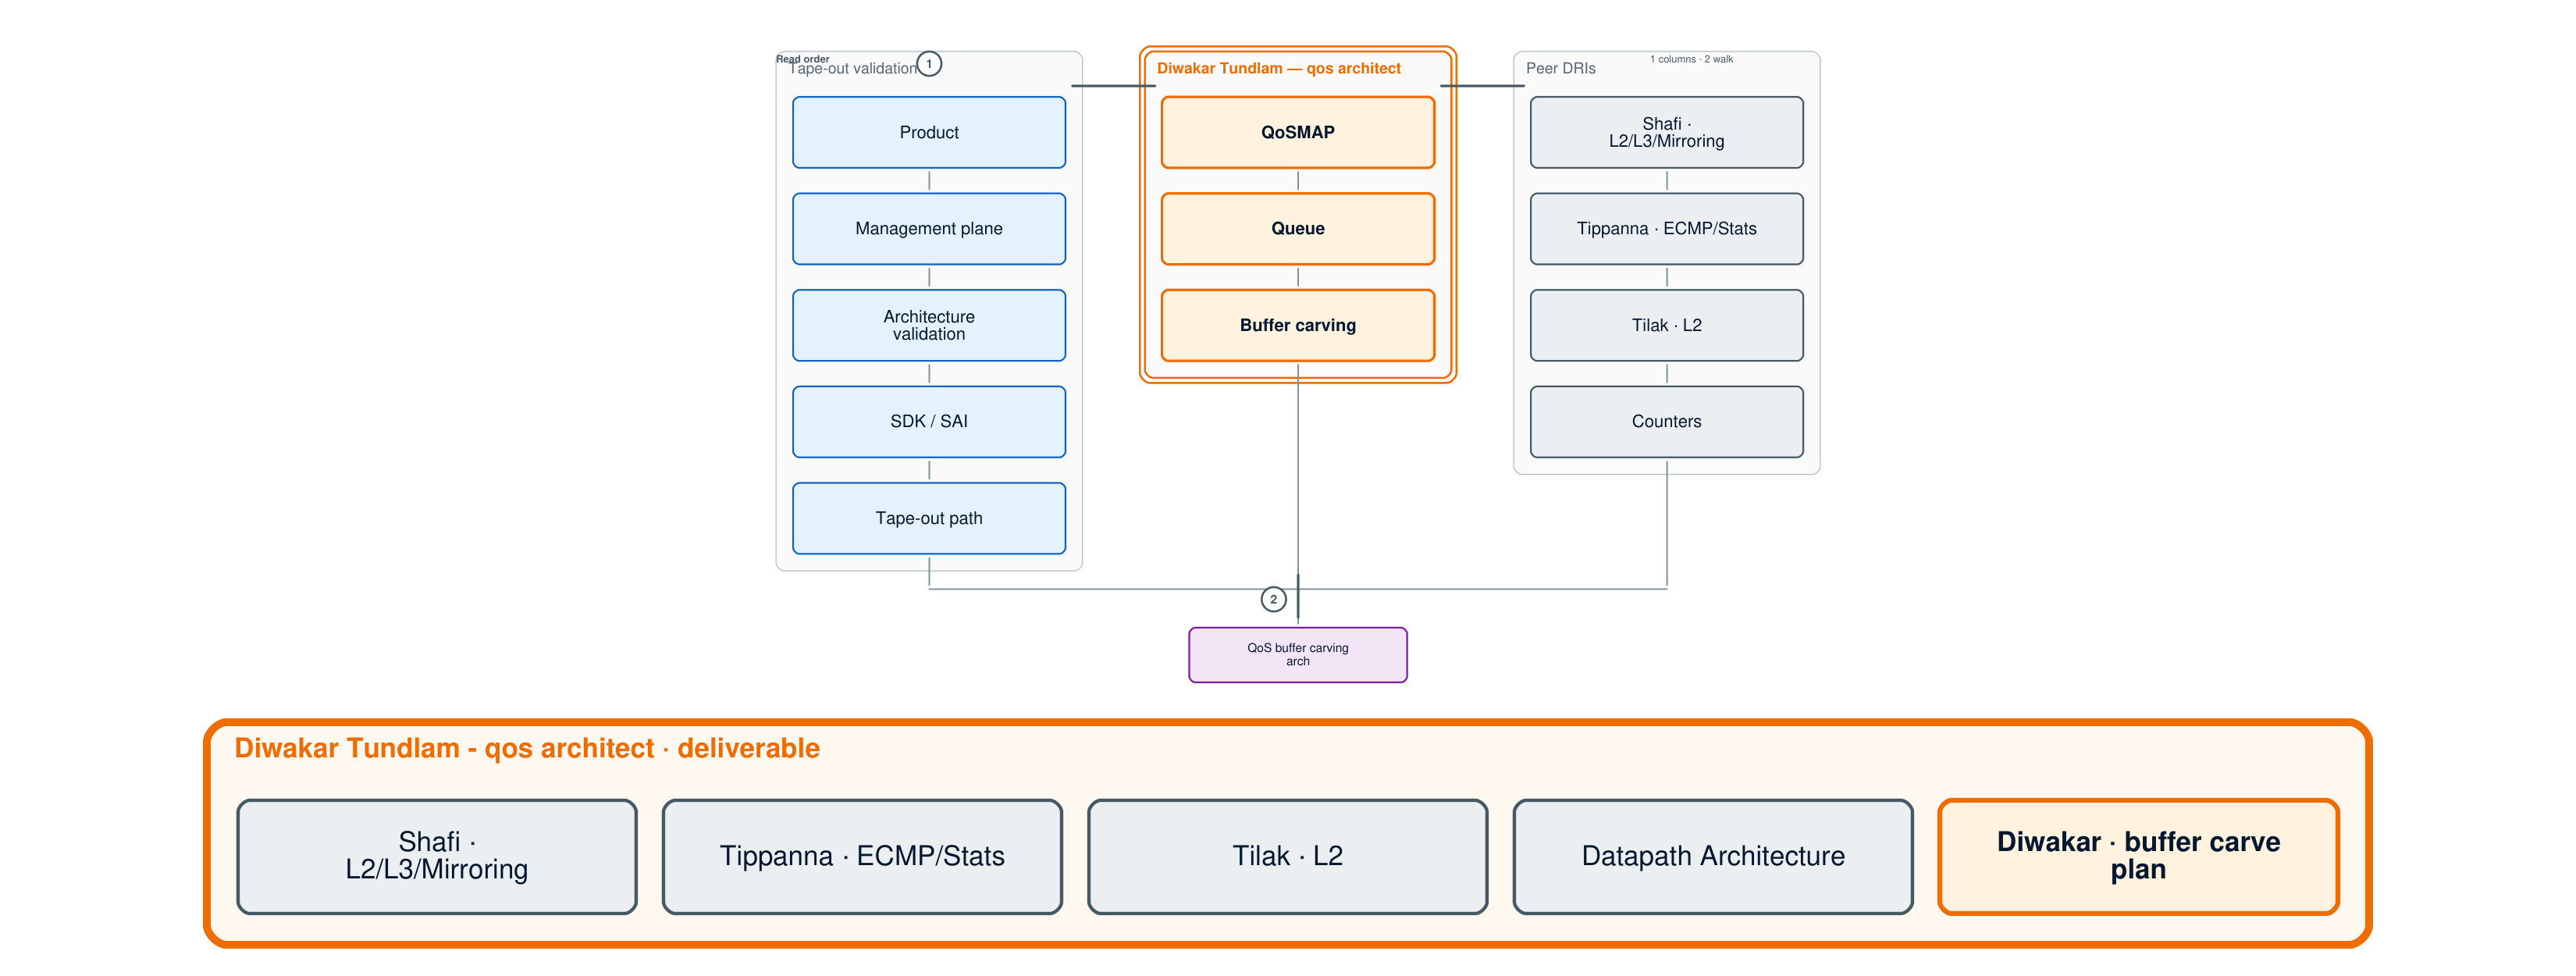 Read order
Tape-out validation
1
Product
Management plane
Architecture
validation
SDK / SAI
Tape-out path
Diwakar Tundlam — qos architect
QoSMAP
Queue
Buffer carving
Peer DRIs
1 columns · 2 walk
Shafi ·
L2/L3/Mirroring
Tippanna · ECMP/Stats
Tilak · L2
Counters
2
QoS buffer carving
arch
Diwakar Tundlam - qos architect · deliverable
Shafi ·
L2/L3/Mirroring
Tippanna · ECMP/Stats
Tilak · L2
Datapath Architecture
Diwakar · buffer carve
plan